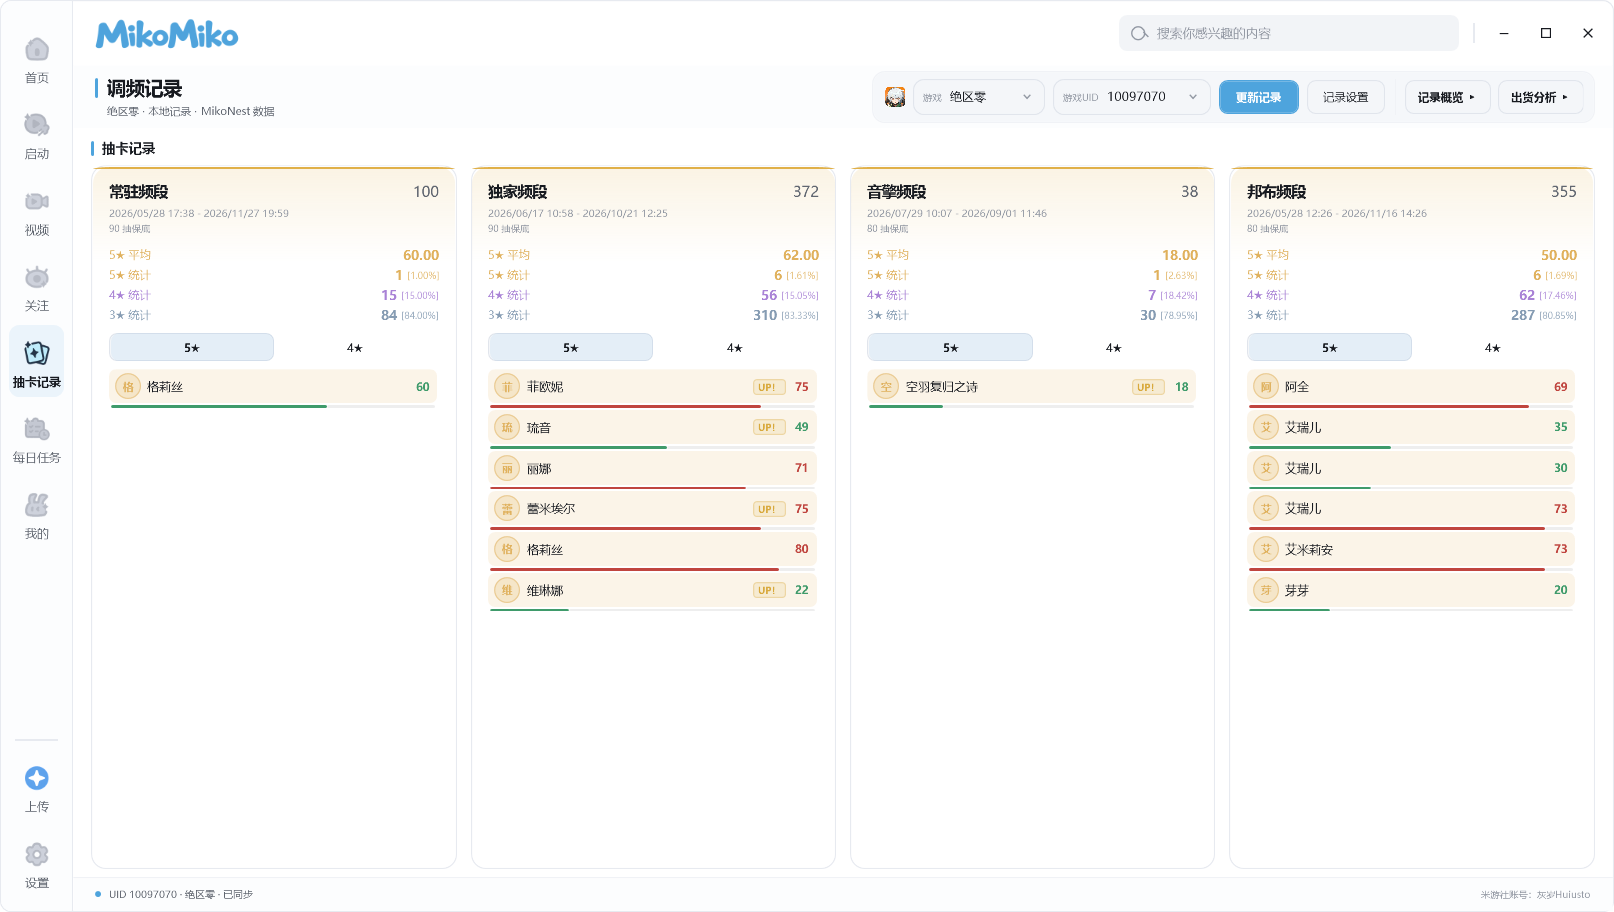 MikoMiko
搜索你感兴趣的内容
首页
启动
视频
关注
抽卡记录
每日任务
我的
上传
设置
调频记录
绝区零 · 本地记录 · MikoNest 数据
游戏 绝区零
游戏UID 10097070
更新记录
记录设置
记录概览 ▸
出货分析 ▸
抽卡记录
常驻频段 100
2026/05/28 17:38 - 2026/11/27 19:59
90 抽保底
5★ 平均 60.00
5★ 统计 1 [1.00%]
4★ 统计 15 [15.00%]
3★ 统计 84 [84.00%]
5★ 4★
格 格莉丝 60
独家频段 372
2026/06/17 10:58 - 2026/10/21 12:25
90 抽保底
5★ 平均 62.00
5★ 统计 6 [1.61%]
4★ 统计 56 [15.05%]
3★ 统计 310 [83.33%]
5★ 4★
菲 菲欧妮 UP! 75
琉 琉音 UP! 49
丽 丽娜 71
蕾 蕾米埃尔 UP! 75
格 格莉丝 80
维 维琳娜 UP! 22
音擎频段 38
2026/07/29 10:07 - 2026/09/01 11:46
80 抽保底
5★ 平均 18.00
5★ 统计 1 [2.63%]
4★ 统计 7 [18.42%]
3★ 统计 30 [78.95%]
5★ 4★
空 空羽复归之诗 UP! 18
邦布频段 355
2026/05/28 12:26 - 2026/11/16 14:26
80 抽保底
5★ 平均 50.00
5★ 统计 6 [1.69%]
4★ 统计 62 [17.46%]
3★ 统计 287 [80.85%]
5★ 4★
阿 阿全 69
艾 艾瑞儿 35
艾 艾瑞儿 30
艾 艾瑞儿 73
艾 艾米莉安 73
芽 芽芽 20
UID 10097070 · 绝区零 · 已同步
米游社账号：灰岁Huiusto